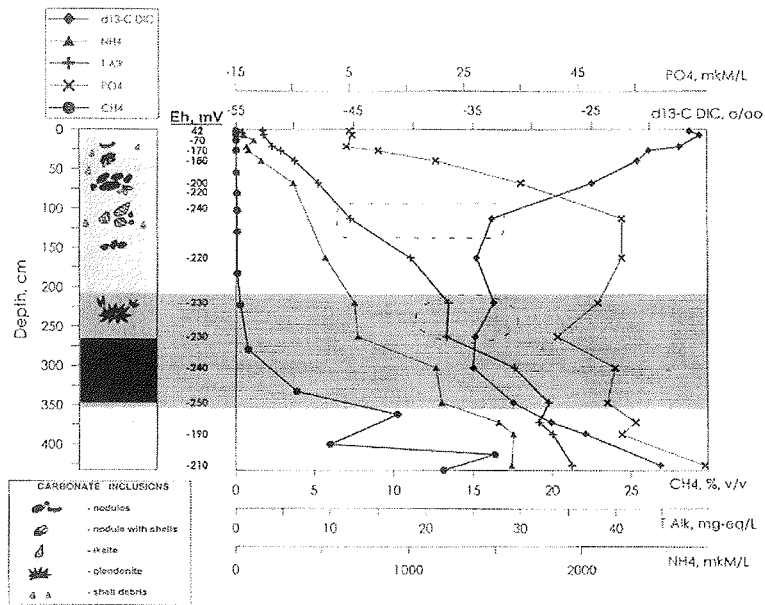 d13-C DIC
NH4
T Alk
PO4
CH4
-15 5 25 45
PO4, mkM/L
-55 -45 -35 -25
d13-C DIC, o/oo
Eh, mV
42
-70
-170
-160
-200
-220
-240
-220
-230
-230
-240
-250
-190
-210
0
50
100
150
200
250
300
350
400
Depth, cm
0 5 10 15 20 25
CH4, %, v/v
0 10 20 30 40
T Alk, mg-eq/L
0 1000 2000
NH4, mkM/L
CARBONATE INCLUSIONS
- nodules
- nodule with shells
- ikaite
- glendonite
- shell debris